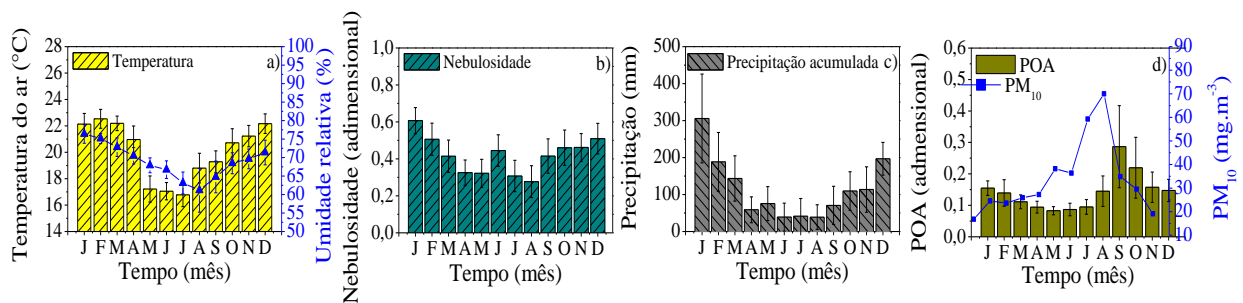 Temperatura do ar (°C)
28
26
24
22
20
18
16
14
Temperatura
a)
100
95
90
85
80
75
70
65
60
55
50
Umidade relativa (%)
J F M A M J J A S O N D
Tempo (mês)
Nebulosidade (adimensional)
1,0
0,8
0,6
0,4
0,2
0,0
Nebulosidade
b)
J F M A M J J A S O N D
Tempo (mês)
Precipitação (mm)
500
400
300
200
100
0
Precipitação acumulada c)
J F M A M J J A S O N D
Tempo (mês)
POA (admensional)
0,6
0,5
0,4
0,3
0,2
0,1
0,0
POA
PM10
d)
90
80
70
60
50
40
30
20
10
PM10 (mg.m-3)
J F M A M J J A S O N D
Tempo (mês)